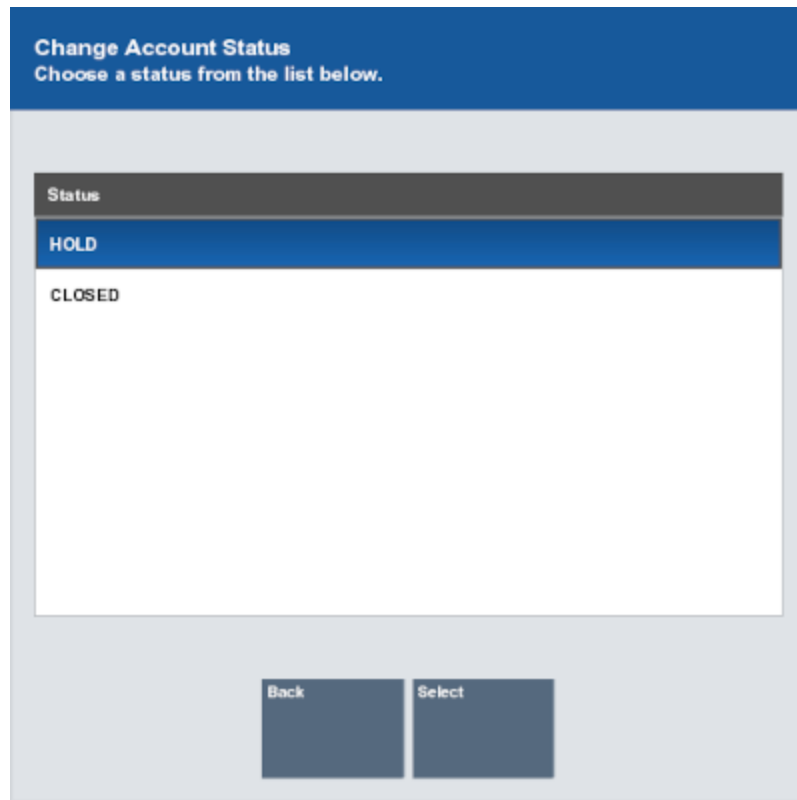 Change Account Status
Choose a status from the list below.
Status
HOLD
CLOSED
Back
Select